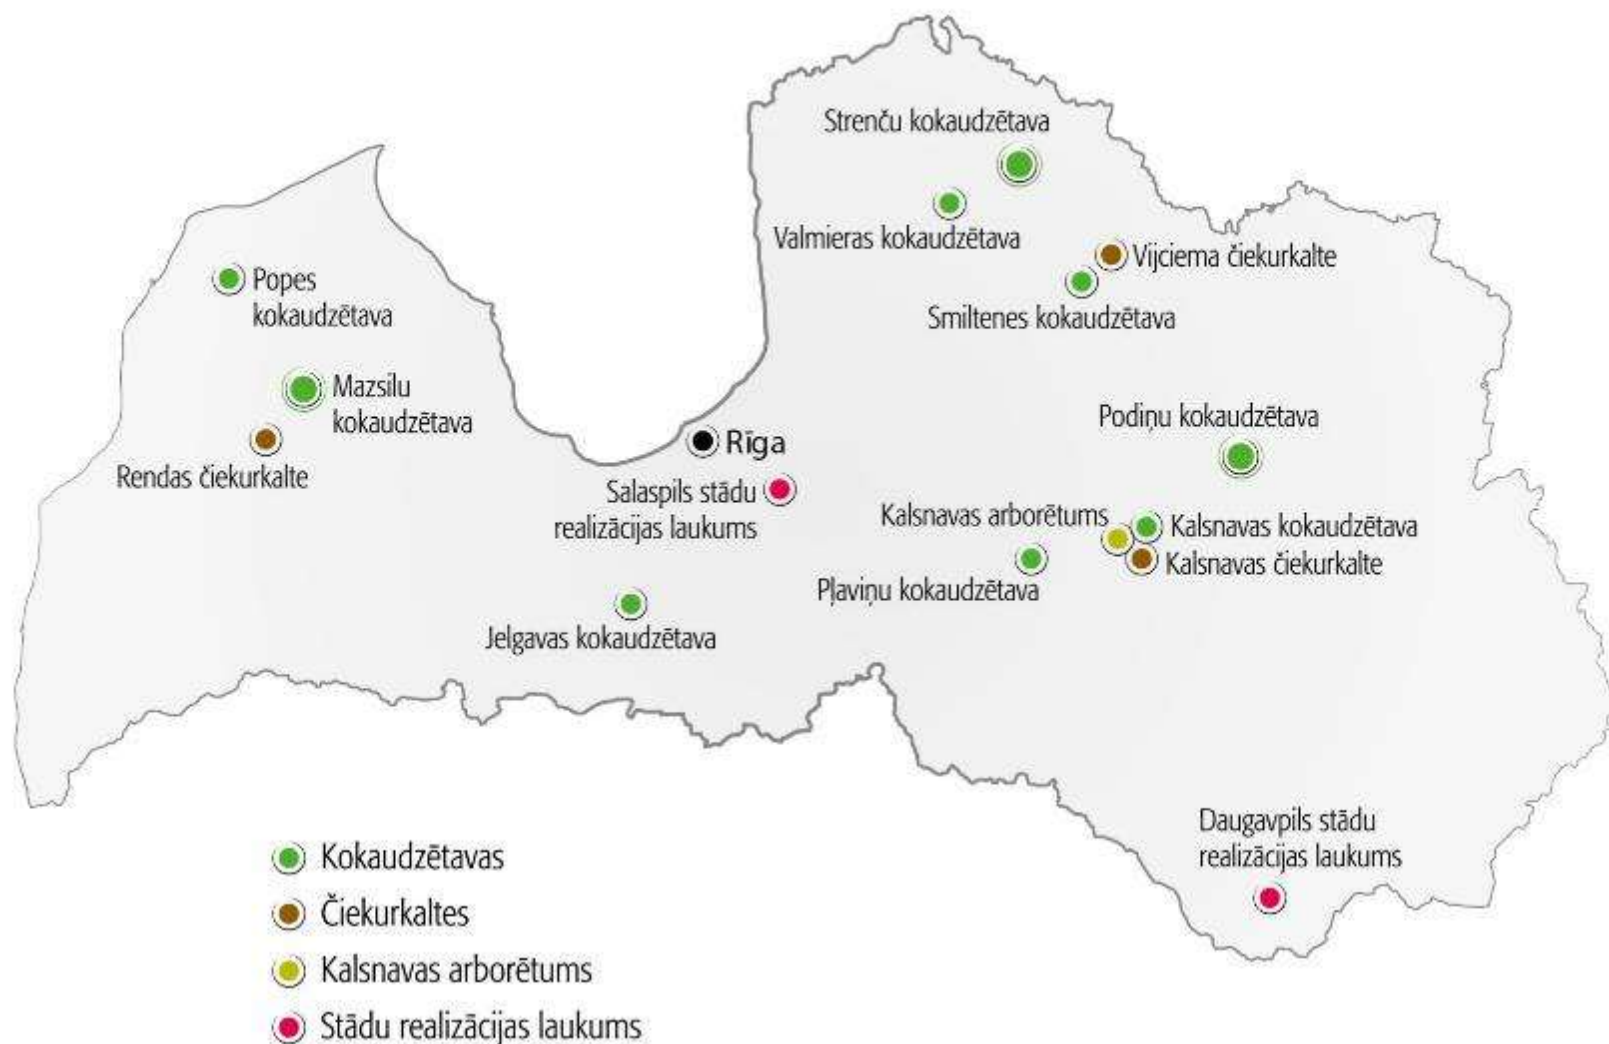 Strenču kokaudzētava
Valmieras kokaudzētava
Vijciema čiekurkalte
Smiltenes kokaudzētava
Popes
kokaudzētava
Mazsilu
kokaudzētava
Rendas čiekurkalte
Rīga
Salaspils stādu
realizācijas laukums
Podiņu kokaudzētava
Kalsnavas arborētums
Kalsnavas kokaudzētava
Kalsnavas čiekurkalte
Pļaviņu kokaudzētava
Jelgavas kokaudzētava
Daugavpils stādu
realizācijas laukums
Kokaudzētavas
Čiekurkaltes
Kalsnavas arborētums
Stādu realizācijas laukums